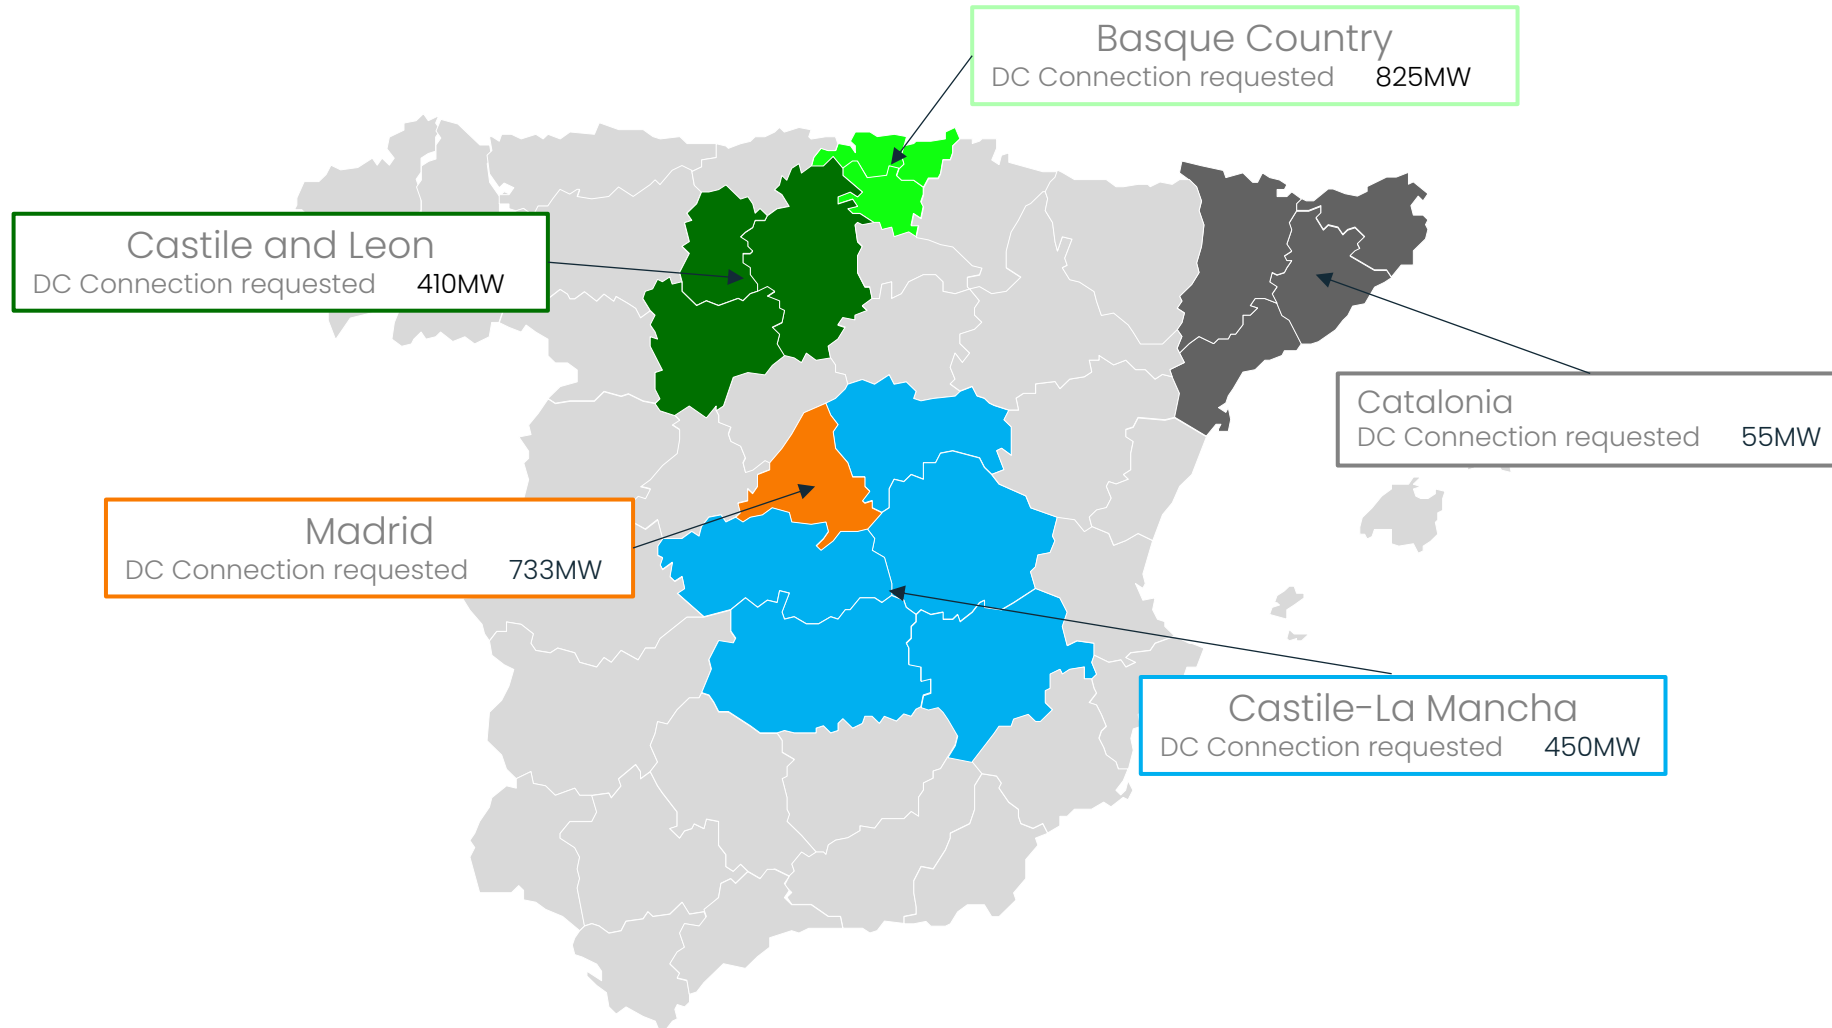 Basque Country
DC Connection requested 825MW
Castile and Leon
DC Connection requested 410MW
Catalonia
DC Connection requested 55MW
Madrid
DC Connection requested 733MW
Castile-La Mancha
DC Connection requested 450MW